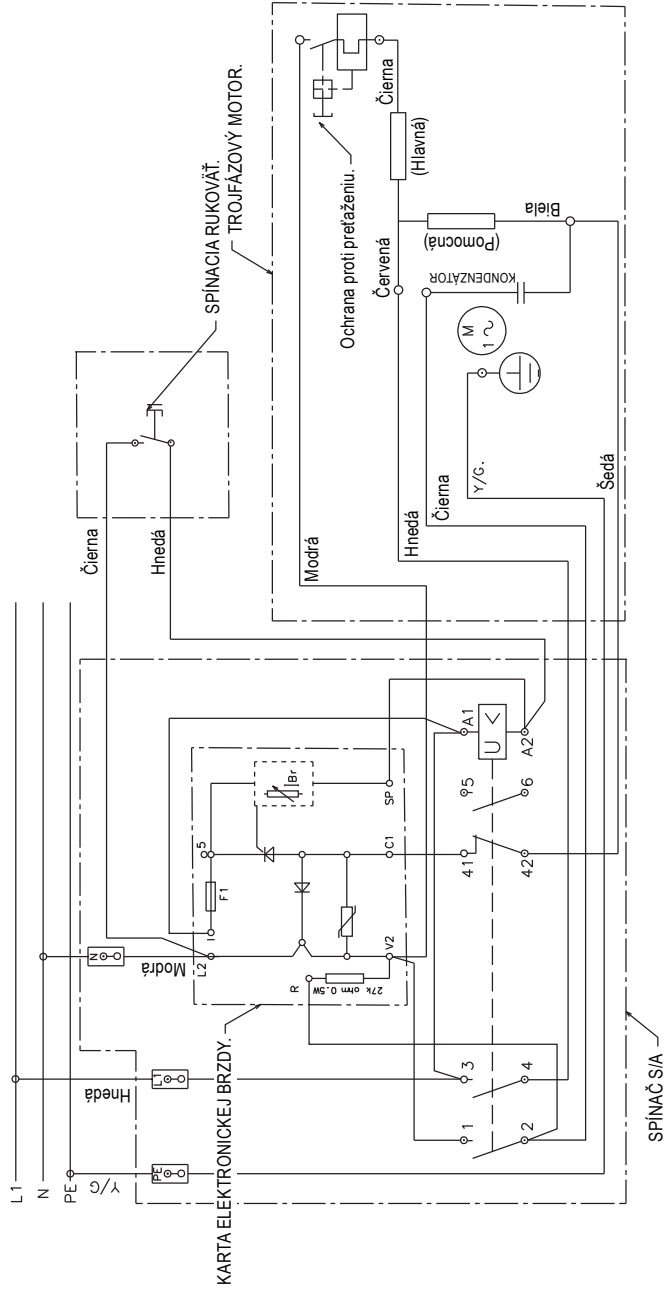 L1
N
PE
Y/G
PE
Hnedá
L1
Modrá
N
KARTA ELEKTRONICKEJ BRZDY.
L2
I
F1
5
Br
SP
C1
V2
R
27k ohm 0.5W
1
2
3
4
41
42
5
6
A1
A2
U <
SPÍNAČ S/A
Čierna
Hnedá
SPÍNACIA RUKOVÄŤ.
TROJFÁZOVÝ MOTOR.
Modrá
Hnedá
Čierna
Y/G.
Šedá
Ochrana proti preťaženiu.
Čierna
(Hlavná)
Červená
(Pomocná)
Biela
KONDENZÁTOR
M
1